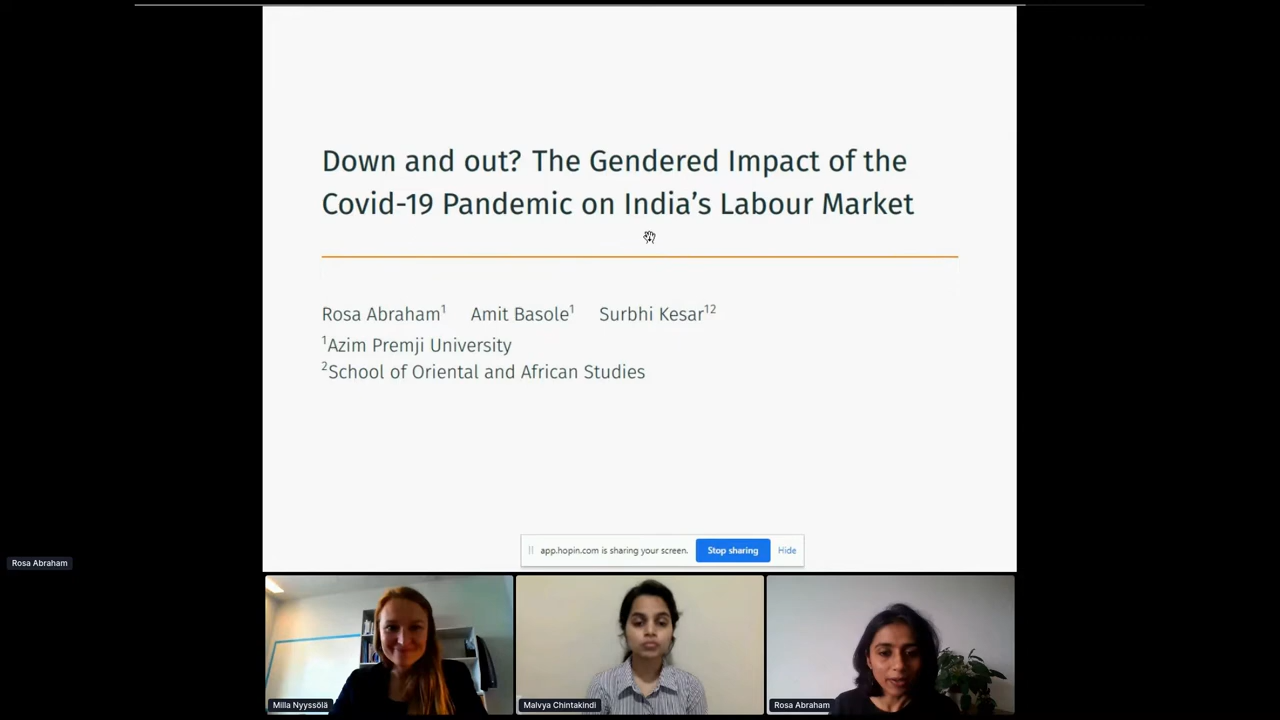 Down and out? The Gendered Impact of the
Covid-19 Pandemic on India's Labour Market
Rosa Abraham¹ Amit Basole¹ Surbhi Kesar¹²
¹Azim Premji University
²School of Oriental and African Studies
app.hopin.com is sharing your screen. Stop sharing Hide
Rosa Abraham
Milla Nyyssölä Malvya Chintakindi Rosa Abraham